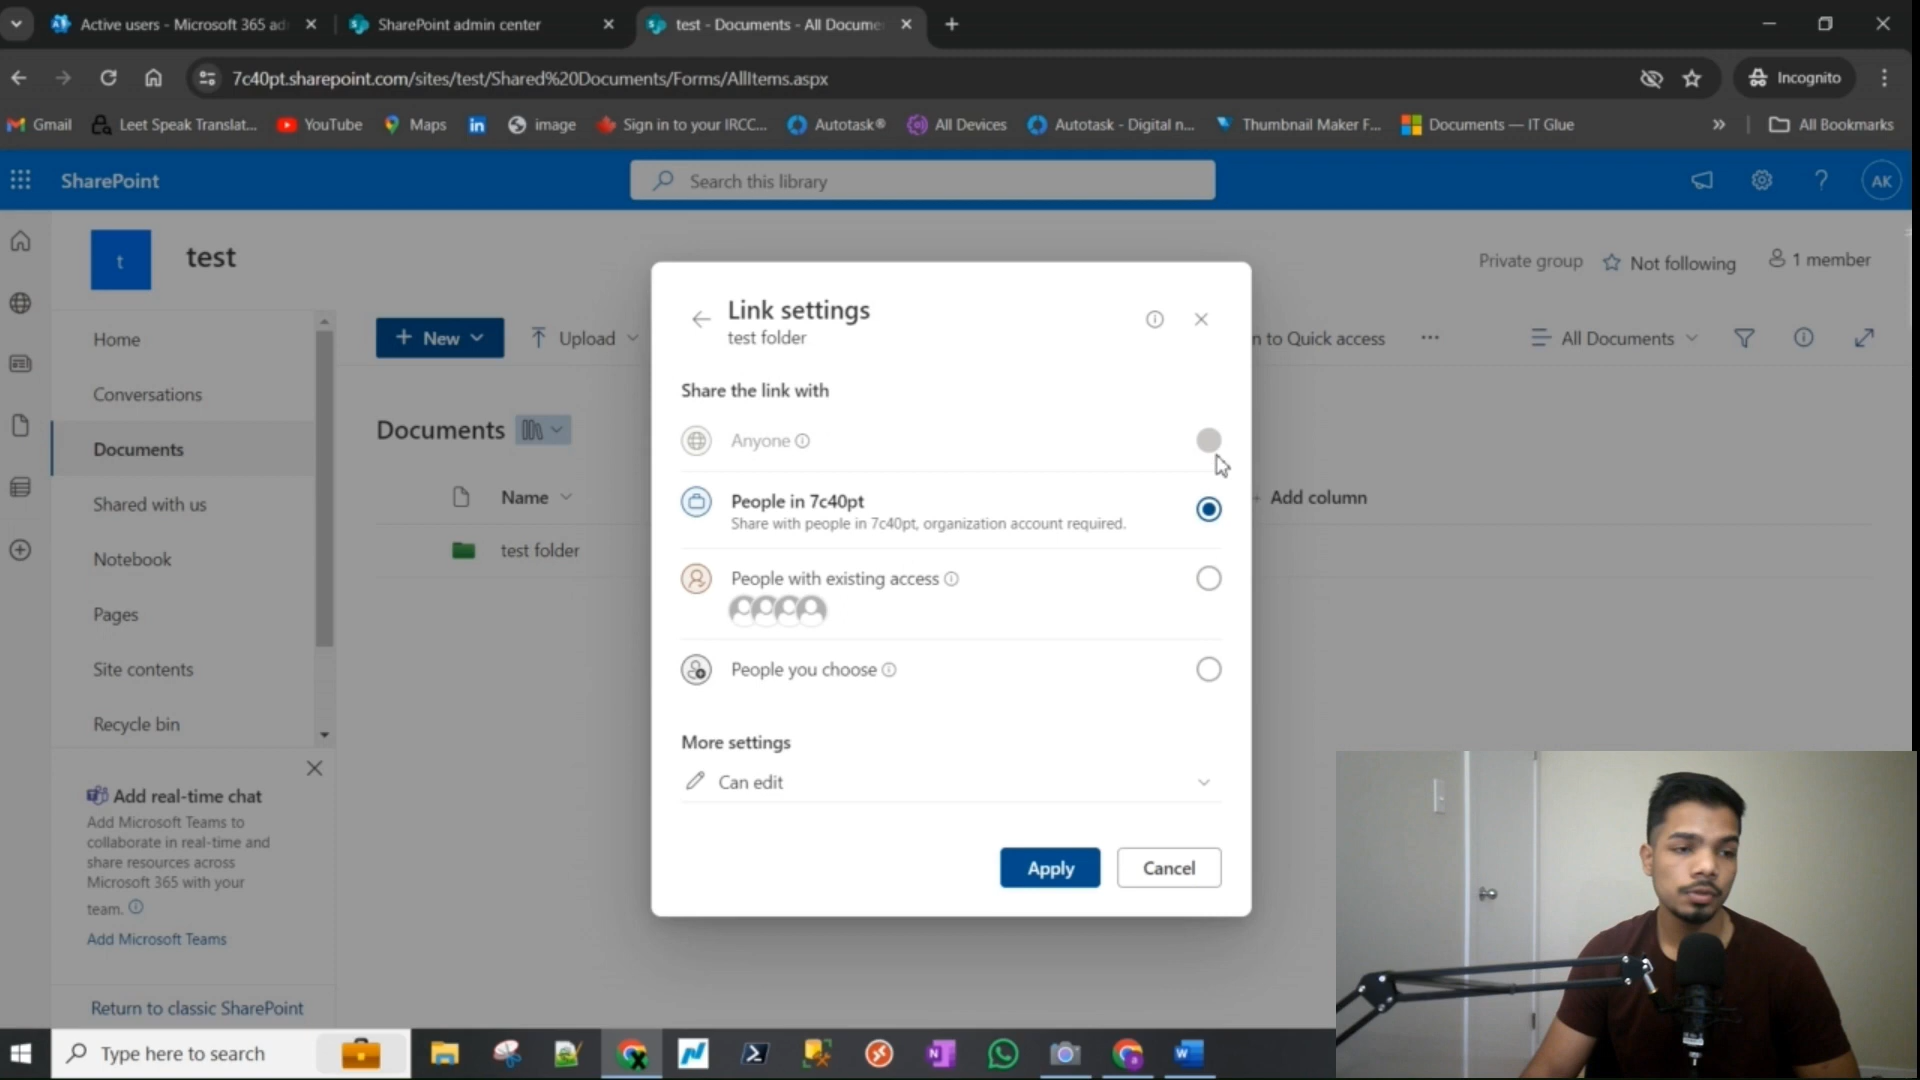 Active users - Microsoft 365 ad
SharePoint admin center
test - Documents - All Docume
7c40pt.sharepoint.com/sites/test/Shared%20Documents/Forms/AllItems.aspx
Incognito
Gmail
Leet Speak Translat...
YouTube
Maps
in
image
Sign in to your IRCC...
Autotask®
All Devices
Autotask - Digital n...
Thumbnail Maker F...
Documents — IT Glue
»
All Bookmarks
SharePoint
Search this library
?
AK
t
test
Private group
Not following
1 member
Home
Conversations
Documents
Shared with us
Notebook
Pages
Site contents
Recycle bin
+ New
Upload
n to Quick access
...
All Documents
Documents
Name
Add column
test folder
Link settings
test folder
Share the link with
Anyone
People in 7c40pt
Share with people in 7c40pt, organization account required.
People with existing access
People you choose
More settings
Can edit
Apply
Cancel
Add real-time chat
Add Microsoft Teams to
collaborate in real-time and
share resources across
Microsoft 365 with your
team.
Add Microsoft Teams
Return to classic SharePoint
Type here to search